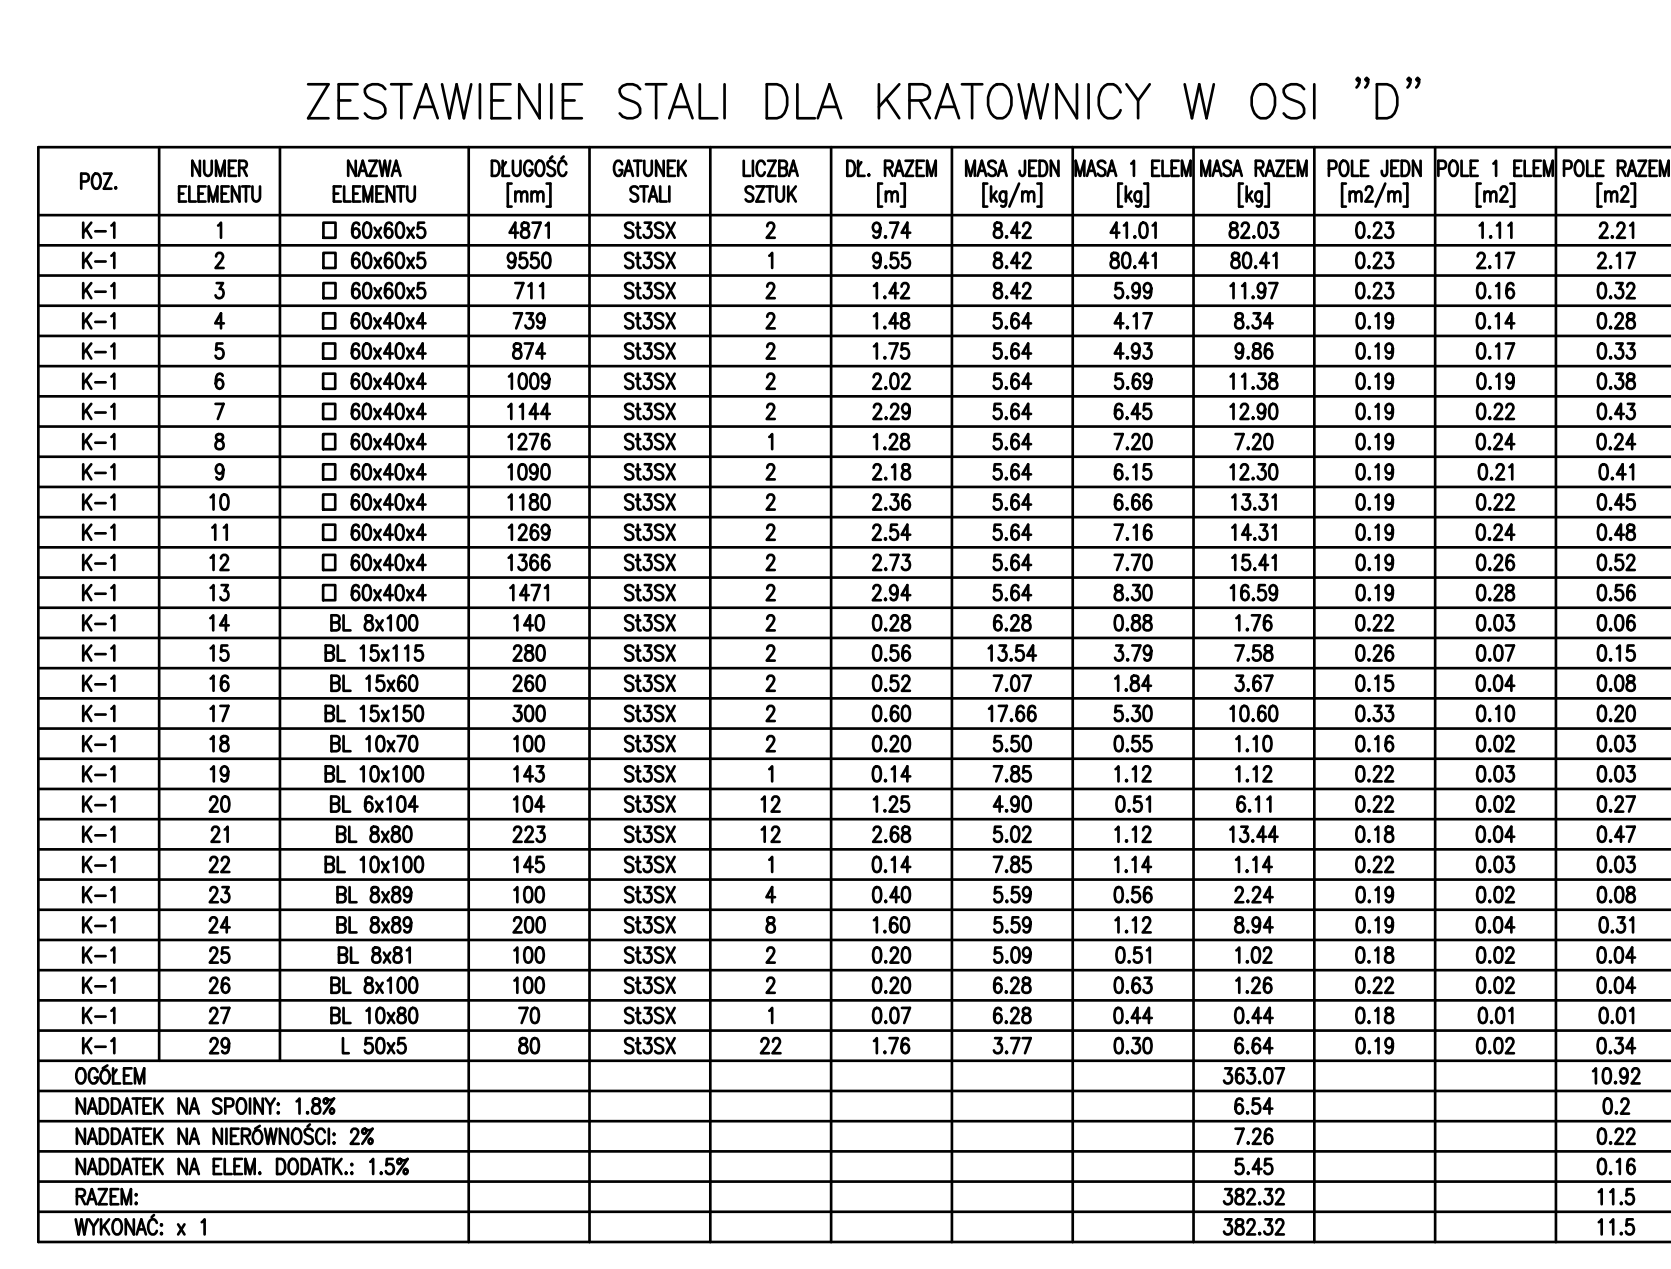 ZESTAWIENIE STALI DLA KRATOWNICY W OSI "D"
POZ. NUMER ELEMENTU NAZWA ELEMENTU DŁUGOŚĆ [mm] GATUNEK STALI LICZBA SZTUK DŁ. RAZEM [m] MASA JEDN [kg/m] MASA 1 ELEM [kg] MASA RAZEM [kg] POLE JEDN [m2/m] POLE 1 ELEM [m2] POLE RAZEM [m2]
K-1 1 □ 60x60x5 4871 St3SX 2 9.74 8.42 41.01 82.03 0.23 1.11 2.21
K-1 2 □ 60x60x5 9550 St3SX 1 9.55 8.42 80.41 80.41 0.23 2.17 2.17
K-1 3 □ 60x60x5 711 St3SX 2 1.42 8.42 5.99 11.97 0.23 0.16 0.32
K-1 4 □ 60x40x4 739 St3SX 2 1.48 5.64 4.17 8.34 0.19 0.14 0.28
K-1 5 □ 60x40x4 874 St3SX 2 1.75 5.64 4.93 9.86 0.19 0.17 0.33
K-1 6 □ 60x40x4 1009 St3SX 2 2.02 5.64 5.69 11.38 0.19 0.19 0.38
K-1 7 □ 60x40x4 1144 St3SX 2 2.29 5.64 6.45 12.90 0.19 0.22 0.43
K-1 8 □ 60x40x4 1276 St3SX 1 1.28 5.64 7.20 7.20 0.19 0.24 0.24
K-1 9 □ 60x40x4 1090 St3SX 2 2.18 5.64 6.15 12.30 0.19 0.21 0.41
K-1 10 □ 60x40x4 1180 St3SX 2 2.36 5.64 6.66 13.31 0.19 0.22 0.45
K-1 11 □ 60x40x4 1269 St3SX 2 2.54 5.64 7.16 14.31 0.19 0.24 0.48
K-1 12 □ 60x40x4 1366 St3SX 2 2.73 5.64 7.70 15.41 0.19 0.26 0.52
K-1 13 □ 60x40x4 1471 St3SX 2 2.94 5.64 8.30 16.59 0.19 0.28 0.56
K-1 14 BL 8x100 140 St3SX 2 0.28 6.28 0.88 1.76 0.22 0.03 0.06
K-1 15 BL 15x115 280 St3SX 2 0.56 13.54 3.79 7.58 0.26 0.07 0.15
K-1 16 BL 15x60 260 St3SX 2 0.52 7.07 1.84 3.67 0.15 0.04 0.08
K-1 17 BL 15x150 300 St3SX 2 0.60 17.66 5.30 10.60 0.33 0.10 0.20
K-1 18 BL 10x70 100 St3SX 2 0.20 5.50 0.55 1.10 0.16 0.02 0.03
K-1 19 BL 10x100 143 St3SX 1 0.14 7.85 1.12 1.12 0.22 0.03 0.03
K-1 20 BL 6x104 104 St3SX 12 1.25 4.90 0.51 6.11 0.22 0.02 0.27
K-1 21 BL 8x80 223 St3SX 12 2.68 5.02 1.12 13.44 0.18 0.04 0.47
K-1 22 BL 10x100 145 St3SX 1 0.14 7.85 1.14 1.14 0.22 0.03 0.03
K-1 23 BL 8x89 100 St3SX 4 0.40 5.59 0.56 2.24 0.19 0.02 0.08
K-1 24 BL 8x89 200 St3SX 8 1.60 5.59 1.12 8.94 0.19 0.04 0.31
K-1 25 BL 8x81 100 St3SX 2 0.20 5.09 0.51 1.02 0.18 0.02 0.04
K-1 26 BL 8x100 100 St3SX 2 0.20 6.28 0.63 1.26 0.22 0.02 0.04
K-1 27 BL 10x80 70 St3SX 1 0.07 6.28 0.44 0.44 0.18 0.01 0.01
K-1 29 L 50x5 80 St3SX 22 1.76 3.77 0.30 6.64 0.19 0.02 0.34
OGÓŁEM 363.07 10.92
NADDATEK NA SPOINY: 1.8% 6.54 0.2
NADDATEK NA NIERÓWNOŚCI: 2% 7.26 0.22
NADDATEK NA ELEM. DODATK.: 1.5% 5.45 0.16
RAZEM: 382.32 11.5
WYKONAĆ: x 1 382.32 11.5